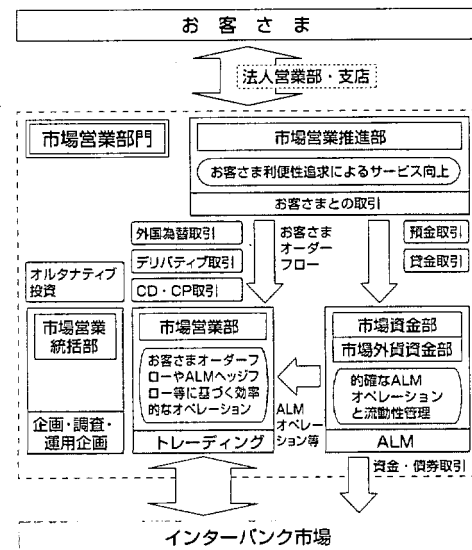 お客さま
法人営業部・支店
市場営業部門
市場営業推進部
お客さま利便性追求によるサービス向上
お客さまとの取引
外国為替取引
デリバティブ取引
CD・CP取引
お客さま
オーダー
フロー
預金取引
貸金取引
オルタナティブ
投資
市場営業
統括部
企画・調査・
運用企画
市場営業部
お客さまオーダーフ
ローやALMヘッジフ
ロー等に基づく効率
的なオペレーション
トレーディング
ALM
オペレー
ション等
市場資金部
市場外貨資金部
的確なALM
オペレーション
と流動性管理
ALM
資金・債券取引
インターバンク市場